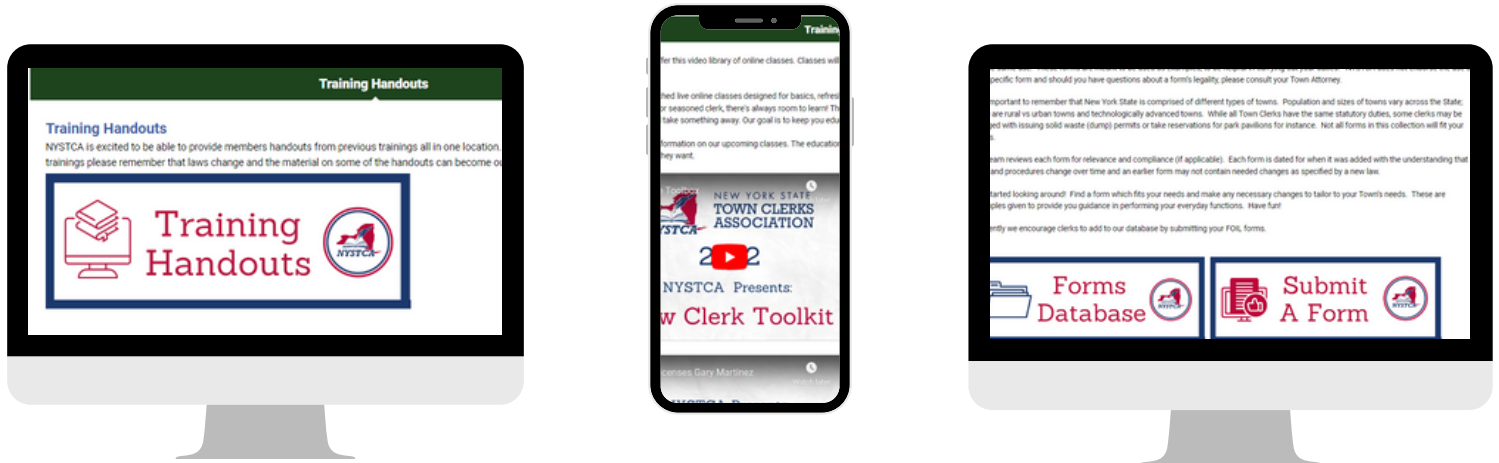 Training Handouts
Training Handouts
NYSTCA is excited to be able to provide members handouts from previous trainings all in one location.
trainings please remember that laws change and the material on some of the handouts can become
Training
Handouts
NYSTCA
Trainin
fer this video library of online classes. Classes will
hed live online classes designed for basics, refres
or seasoned clerk, there's always room to learn! Th
take something away. Our goal is to keep you edu
formation on our upcoming classes. The education
hey want.
NEW YORK STATE
TOWN CLERKS
ASSOCIATION
YSTCA
2 2
NYSTCA Presents:
w Clerk Toolkit
censes Gary Martinez
Watch later
pecific form and should you have questions about a form's legality, please consult your Town Attorney.
mportant to remember that New York State is comprised of different types of towns. Population and sizes of towns vary across the State;
are rural vs urban towns and technologically advanced towns. While all Town Clerks have the same statutory duties, some clerks may be
ed with issuing solid waste (dump) permits or take reservations for park pavilions for instance. Not all forms in this collection will fit your
s.
eam reviews each form for relevance and compliance (if applicable). Each form is dated for when it was added with the understanding that
and procedures change over time and an earlier form may not contain needed changes as specified by a new law.
tarted looking around! Find a form which fits your needs and make any necessary changes to tailor to your Town's needs. These are
ples given to provide you guidance in performing your everyday functions. Have fun!
ently we encourage clerks to add to our database by submitting your FOIL forms.
Forms
Database
NYSTCA
Submit
A Form
NYSTCA